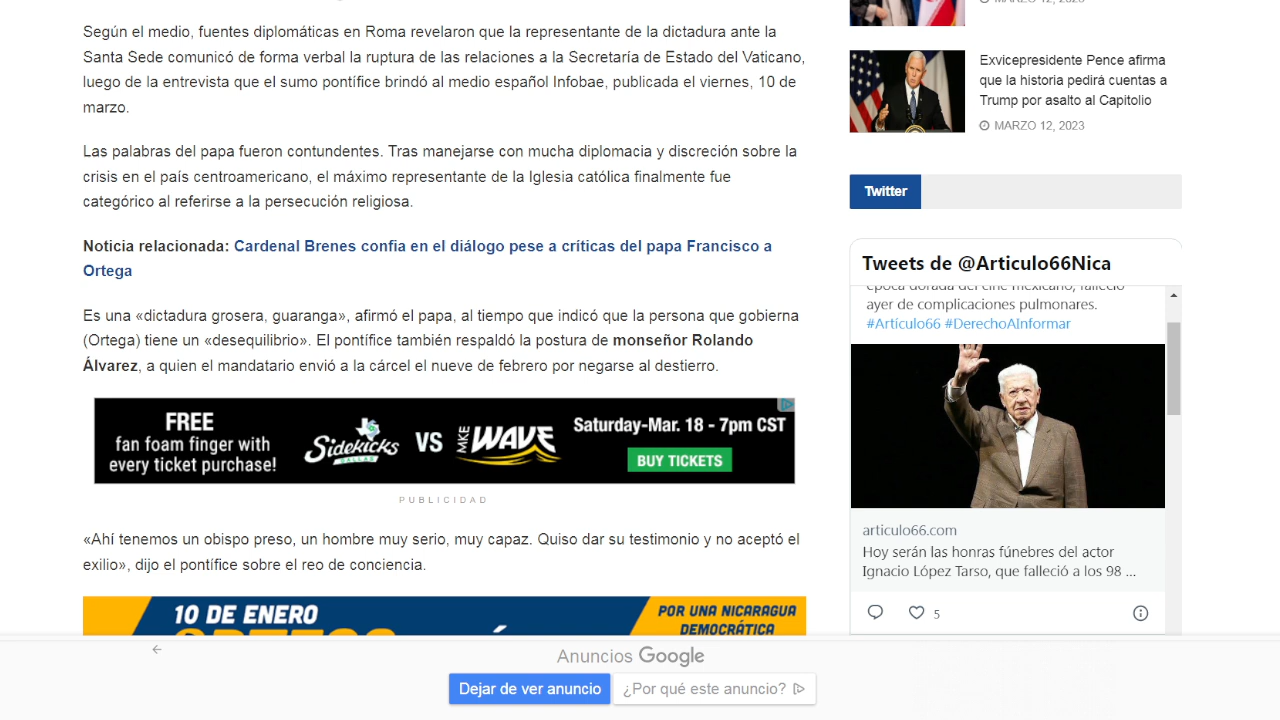 Según el medio, fuentes diplomáticas en Roma revelaron que la representante de la dictadura ante la
Santa Sede comunicó de forma verbal la ruptura de las relaciones a la Secretaría de Estado del Vaticano,
luego de la entrevista que el sumo pontífice brindó al medio español Infobae, publicada el viernes, 10 de
marzo.
Las palabras del papa fueron contundentes. Tras manejarse con mucha diplomacia y discreción sobre la
crisis en el país centroamericano, el máximo representante de la Iglesia católica finalmente fue
categórico al referirse a la persecución religiosa.
Noticia relacionada: Cardenal Brenes confia en el diálogo pese a críticas del papa Francisco a
Ortega
Es una «dictadura grosera, guaranga», afirmó el papa, al tiempo que indicó que la persona que gobierna
(Ortega) tiene un «desequilibrio». El pontífice también respaldó la postura de monseñor Rolando
Álvarez, a quien el mandatario envió a la cárcel el nueve de febrero por negarse al destierro.
FREE
fan foam finger with
every ticket purchase!
Sidekicks
DALLAS
VS
MKE WAVE
Saturday-Mar. 18 - 7pm CST
BUY TICKETS
PUBLICIDAD
«Ahí tenemos un obispo preso, un hombre muy serio, muy capaz. Quiso dar su testimonio y no aceptó el
exilio», dijo el pontífice sobre el reo de conciencia.
10 DE ENERO
POR UNA NICARAGUA
DEMOCRÁTICA
MARZO 12, 2023
Exvicepresidente Pence afirma
que la historia pedirá cuentas a
Trump por asalto al Capitolio
MARZO 12, 2023
Twitter
Tweets de @Articulo66Nica
época dorada del cine mexicano, falleció
ayer de complicaciones pulmonares.
#Artículo66 #DerechoAInformar
articulo66.com
Hoy serán las honras fúnebres del actor
Ignacio López Tarso, que falleció a los 98 ...
5
Anuncios Google
Dejar de ver anuncio
¿Por qué este anuncio?